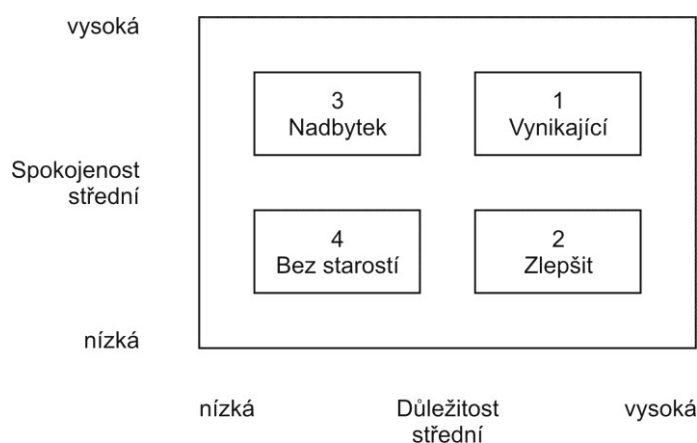 vysoká
3
Nadbytek
1
Vynikající
Spokojenost
střední
4
Bez starostí
2
Zlepšit
nízká
nízká
Důležitost
střední
vysoká